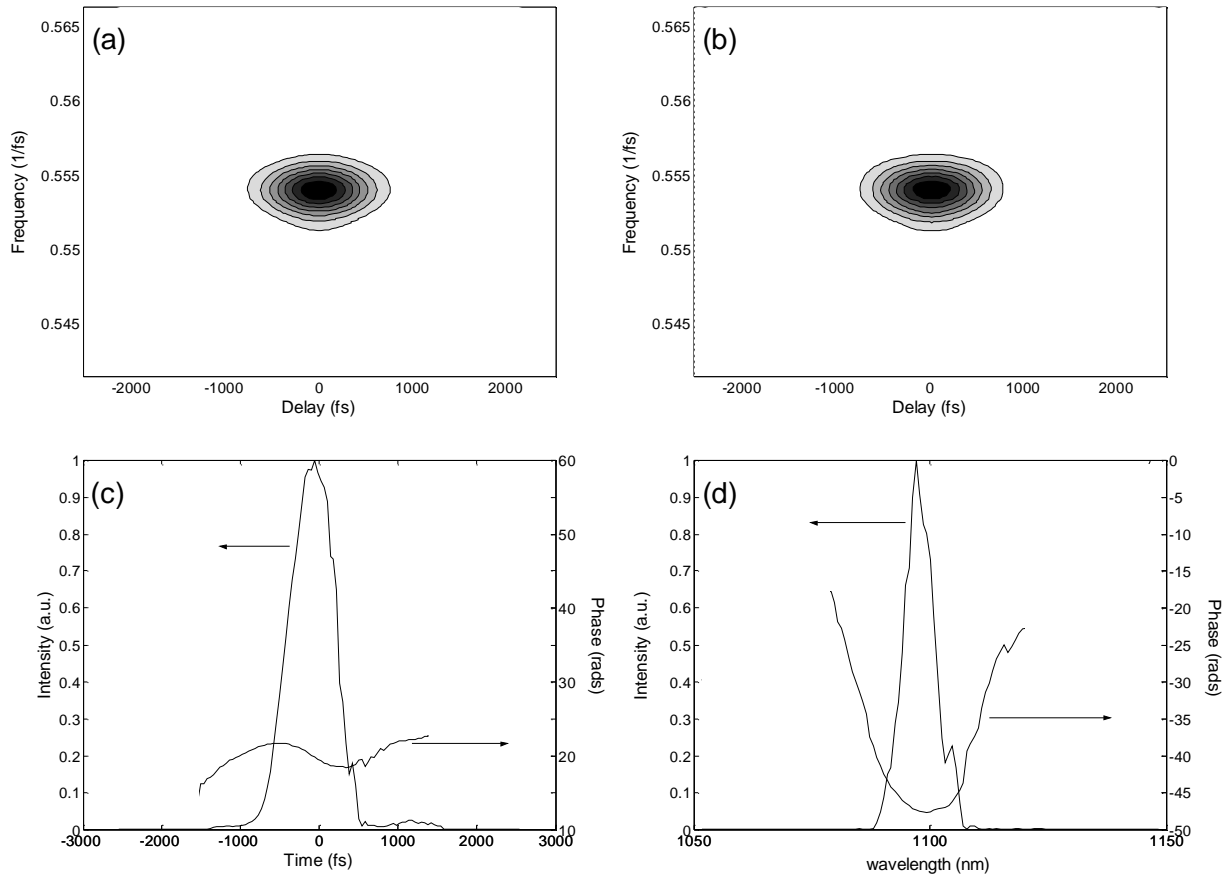 (a)
0.565
0.56
0.555
0.55
0.545
Frequency (1/fs)
-2000 -1000 0 1000 2000
Delay (fs)
(b)
0.565
0.56
0.555
0.55
0.545
Frequency (1/fs)
-2000 -1000 0 1000 2000
Delay (fs)
(c)
1
0.9
0.8
0.7
0.6
0.5
0.4
0.3
0.2
0.1
0
Intensity (a.u.)
-3000 -2000 -1000 0 1000 2000 3000
Time (fs)
60
50
40
30
20
10
Phase (rads)
(d)
1
0.9
0.8
0.7
0.6
0.5
0.4
0.3
0.2
0.1
0
Intensity (a.u.)
1050 1100 1150
wavelength (nm)
0
-5
-10
-15
-20
-25
-30
-35
-40
-45
-50
Phase (rads)